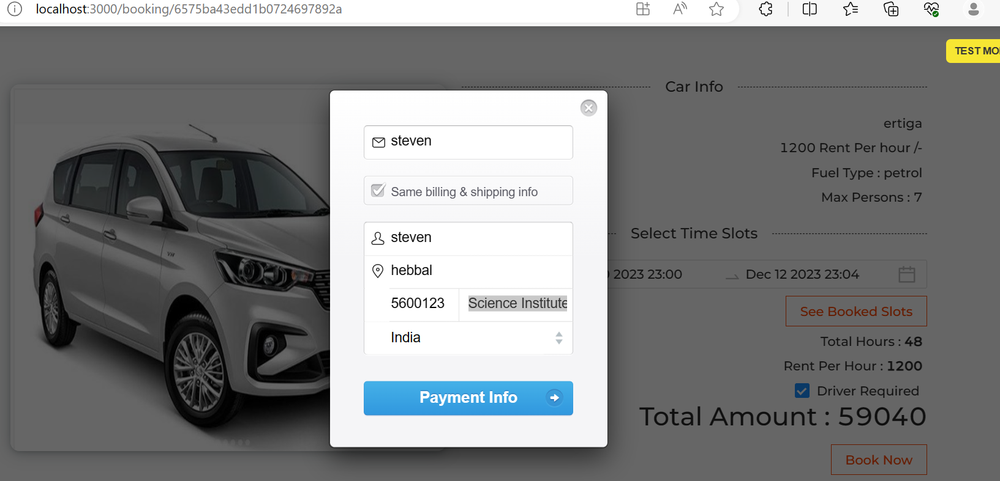 localhost:3000/booking/6575ba43edd1b0724697892a
TEST MO
Car Info
ertiga
1200 Rent Per hour /-
Fuel Type : petrol
Max Persons : 7
Select Time Slots
2023 23:00
Dec 12 2023 23:04
See Booked Slots
Total Hours : 48
Rent Per Hour : 1200
Driver Required
Total Amount : 59040
Book Now
steven
Same billing & shipping info
steven
hebbal
5600123
Science Institute
India
Payment Info